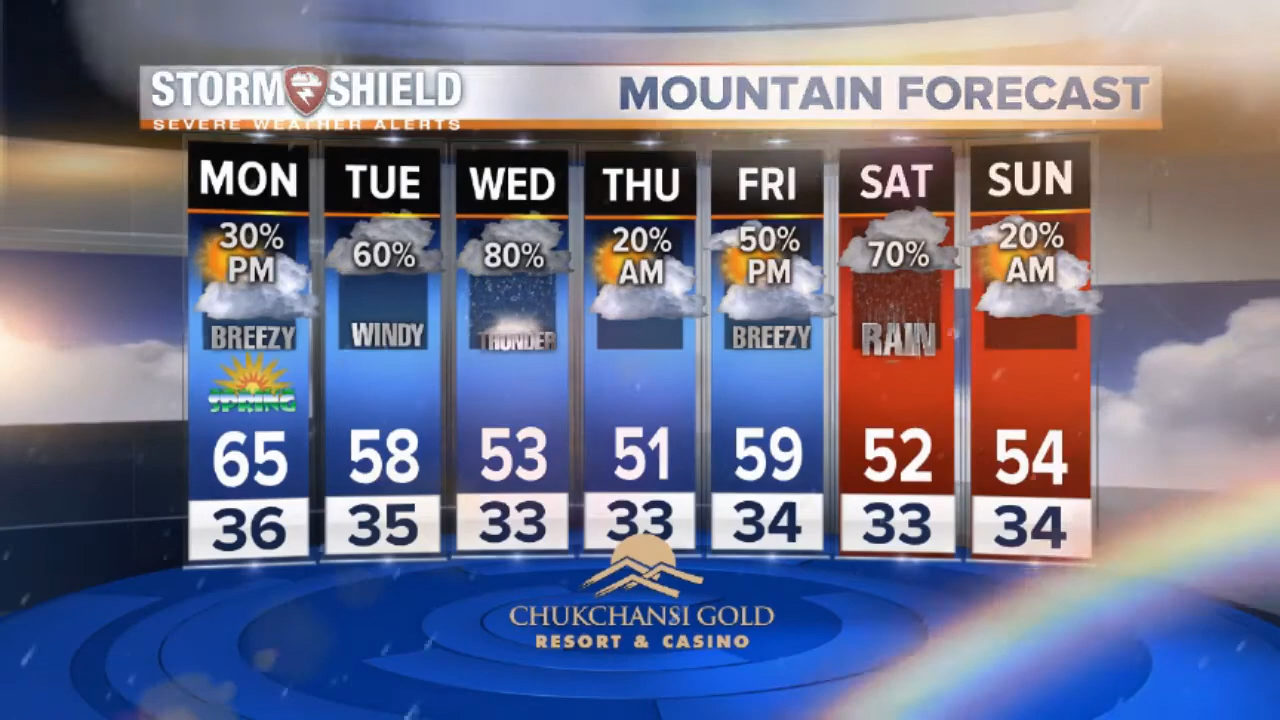 STORM SHIELD
SEVERE WEATHER ALERTS
MOUNTAIN FORECAST
MON TUE WED THU FRI SAT SUN
30% PM 60% 80% 20% AM 50% PM 70% 20% AM
BREEZY WINDY THUNDER BREEZY RAIN
SPRING
65 58 53 51 59 52 54
36 35 33 33 34 33 34
CHUKCHANSI GOLD
RESORT & CASINO